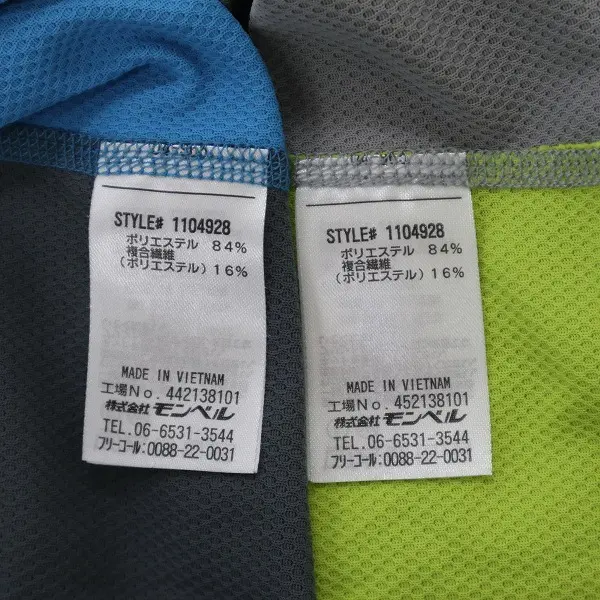 STYLE# 1104928
ポリエステル 84%
複合繊維
(ポリエステル) 16%
MADE IN VIETNAM
工場No. 442138101
株式会社 モンベル
TEL. 06-6531-3544
フリーコール: 0088-22-0031
STYLE# 1104928
ポリエステル 84%
複合繊維
(ポリエステル) 16%
MADE IN VIETNAM
工場No. 452138101
株式会社 モンベル
TEL. 06-6531-3544
フリーコール: 0088-22-0031